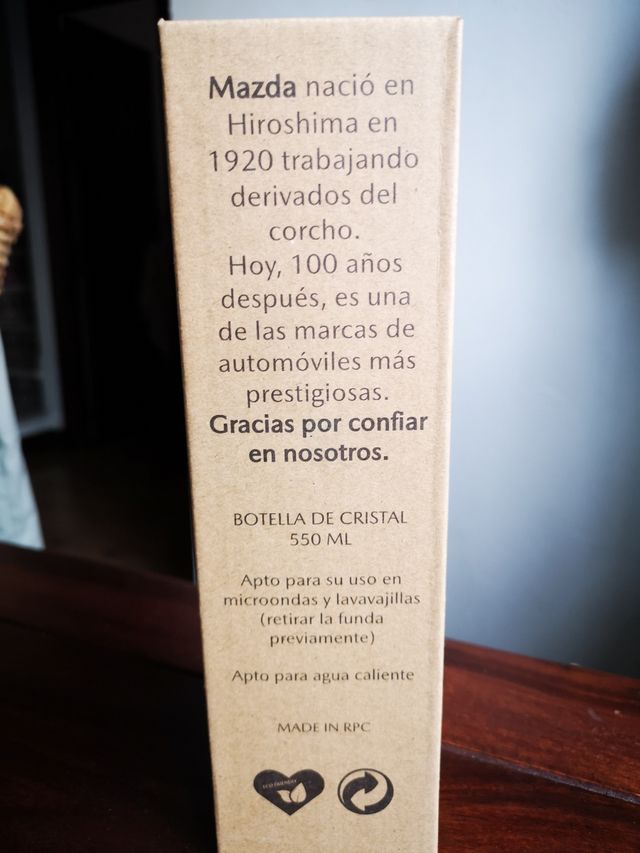 Mazda nació en
Hiroshima en
1920 trabajando
derivados del
corcho.
Hoy, 100 años
después, es una
de las marcas de
automóviles más
prestigiosas.
Gracias por confiar
en nosotros.
BOTELLA DE CRISTAL
550 ML
Apto para su uso en
microondas y lavavajillas
(retirar la funda
previamente)
Apto para agua caliente
MADE IN RPC
ECO FRIENDLY